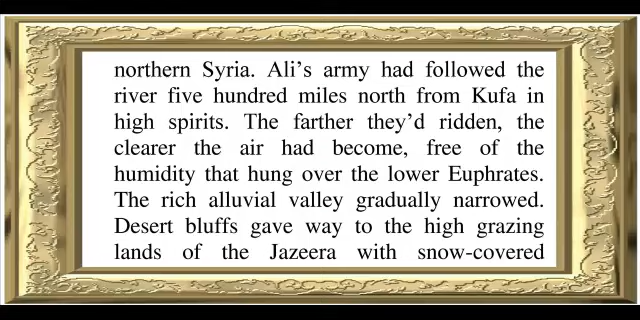 northern Syria. Ali’s army had followed the
river five hundred miles north from Kufa in
high spirits. The farther they’d ridden, the
clearer the air had become, free of the
humidity that hung over the lower Euphrates.
The rich alluvial valley gradually narrowed.
Desert bluffs gave way to the high grazing
lands of the Jazeera with snow-covered